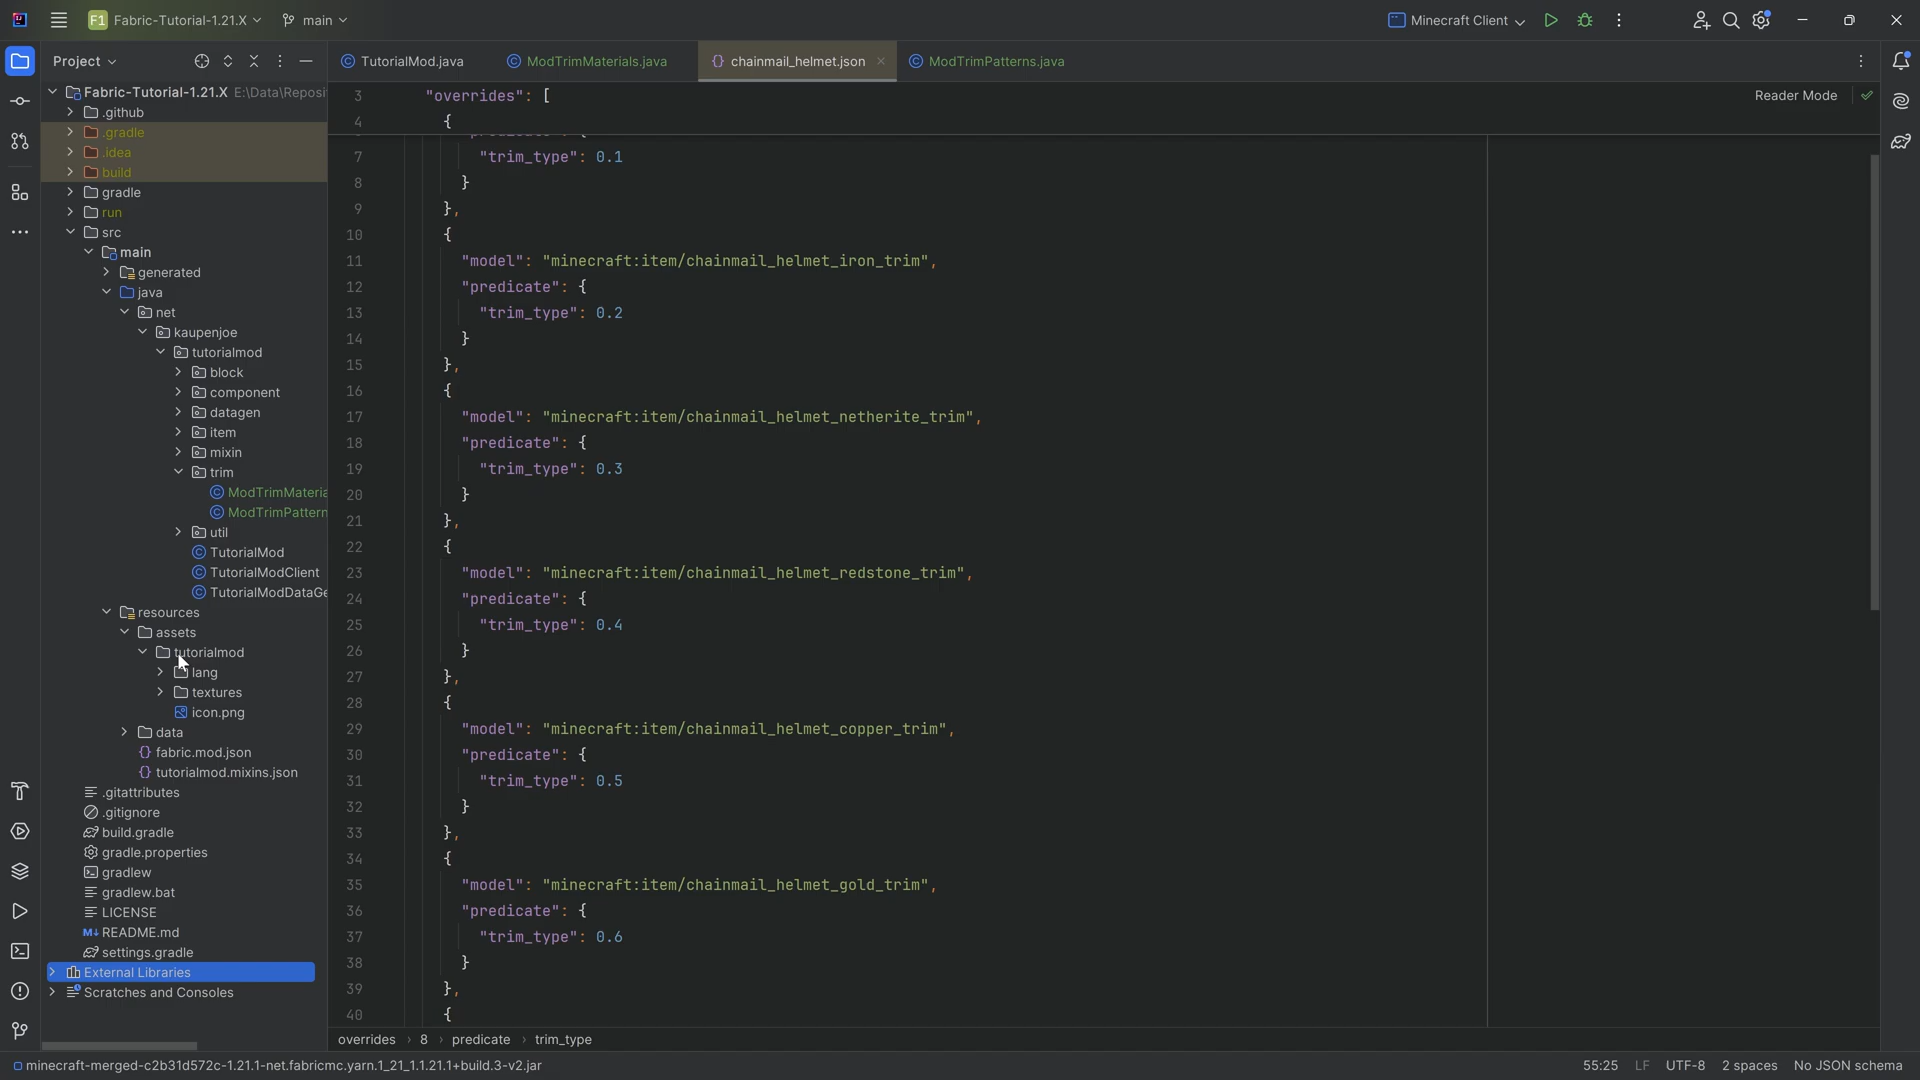 F1 Fabric-Tutorial-1.21.X main Minecraft Client
Project
TutorialMod.java
ModTrimMaterials.java
chainmail_helmet.json
ModTrimPatterns.java
Fabric-Tutorial-1.21.X E:\Data\Reposi
.github
.gradle
.idea
build
gradle
run
src
main
generated
java
net
kaupenjoe
tutorialmod
block
component
datagen
item
mixin
trim
ModTrimMateria
ModTrimPattern
util
TutorialMod
TutorialModClient
TutorialModDataGe
resources
assets
tutorialmod
lang
textures
icon.png
data
fabric.mod.json
tutorialmod.mixins.json
.gitattributes
.gitignore
build.gradle
gradle.properties
gradlew
gradlew.bat
LICENSE
README.md
settings.gradle
External Libraries
Scratches and Consoles
Reader Mode
3 "overrides": [
4 {
7 "trim_type": 0.1
8 }
9 },
10 {
11 "model": "minecraft:item/chainmail_helmet_iron_trim",
12 "predicate": {
13 "trim_type": 0.2
14 }
15 },
16 {
17 "model": "minecraft:item/chainmail_helmet_netherite_trim",
18 "predicate": {
19 "trim_type": 0.3
20 }
21 },
22 {
23 "model": "minecraft:item/chainmail_helmet_redstone_trim",
24 "predicate": {
25 "trim_type": 0.4
26 }
27 },
28 {
29 "model": "minecraft:item/chainmail_helmet_copper_trim",
30 "predicate": {
31 "trim_type": 0.5
32 }
33 },
34 {
35 "model": "minecraft:item/chainmail_helmet_gold_trim",
36 "predicate": {
37 "trim_type": 0.6
38 }
39 },
40 {
overrides › 8 › predicate › trim_type
minecraft-merged-c2b31d572c-1.21.1-net.fabricmc.yarn.1_21_1.1.21.1+build.3-v2.jar
55:25 LF UTF-8 2 spaces No JSON schema